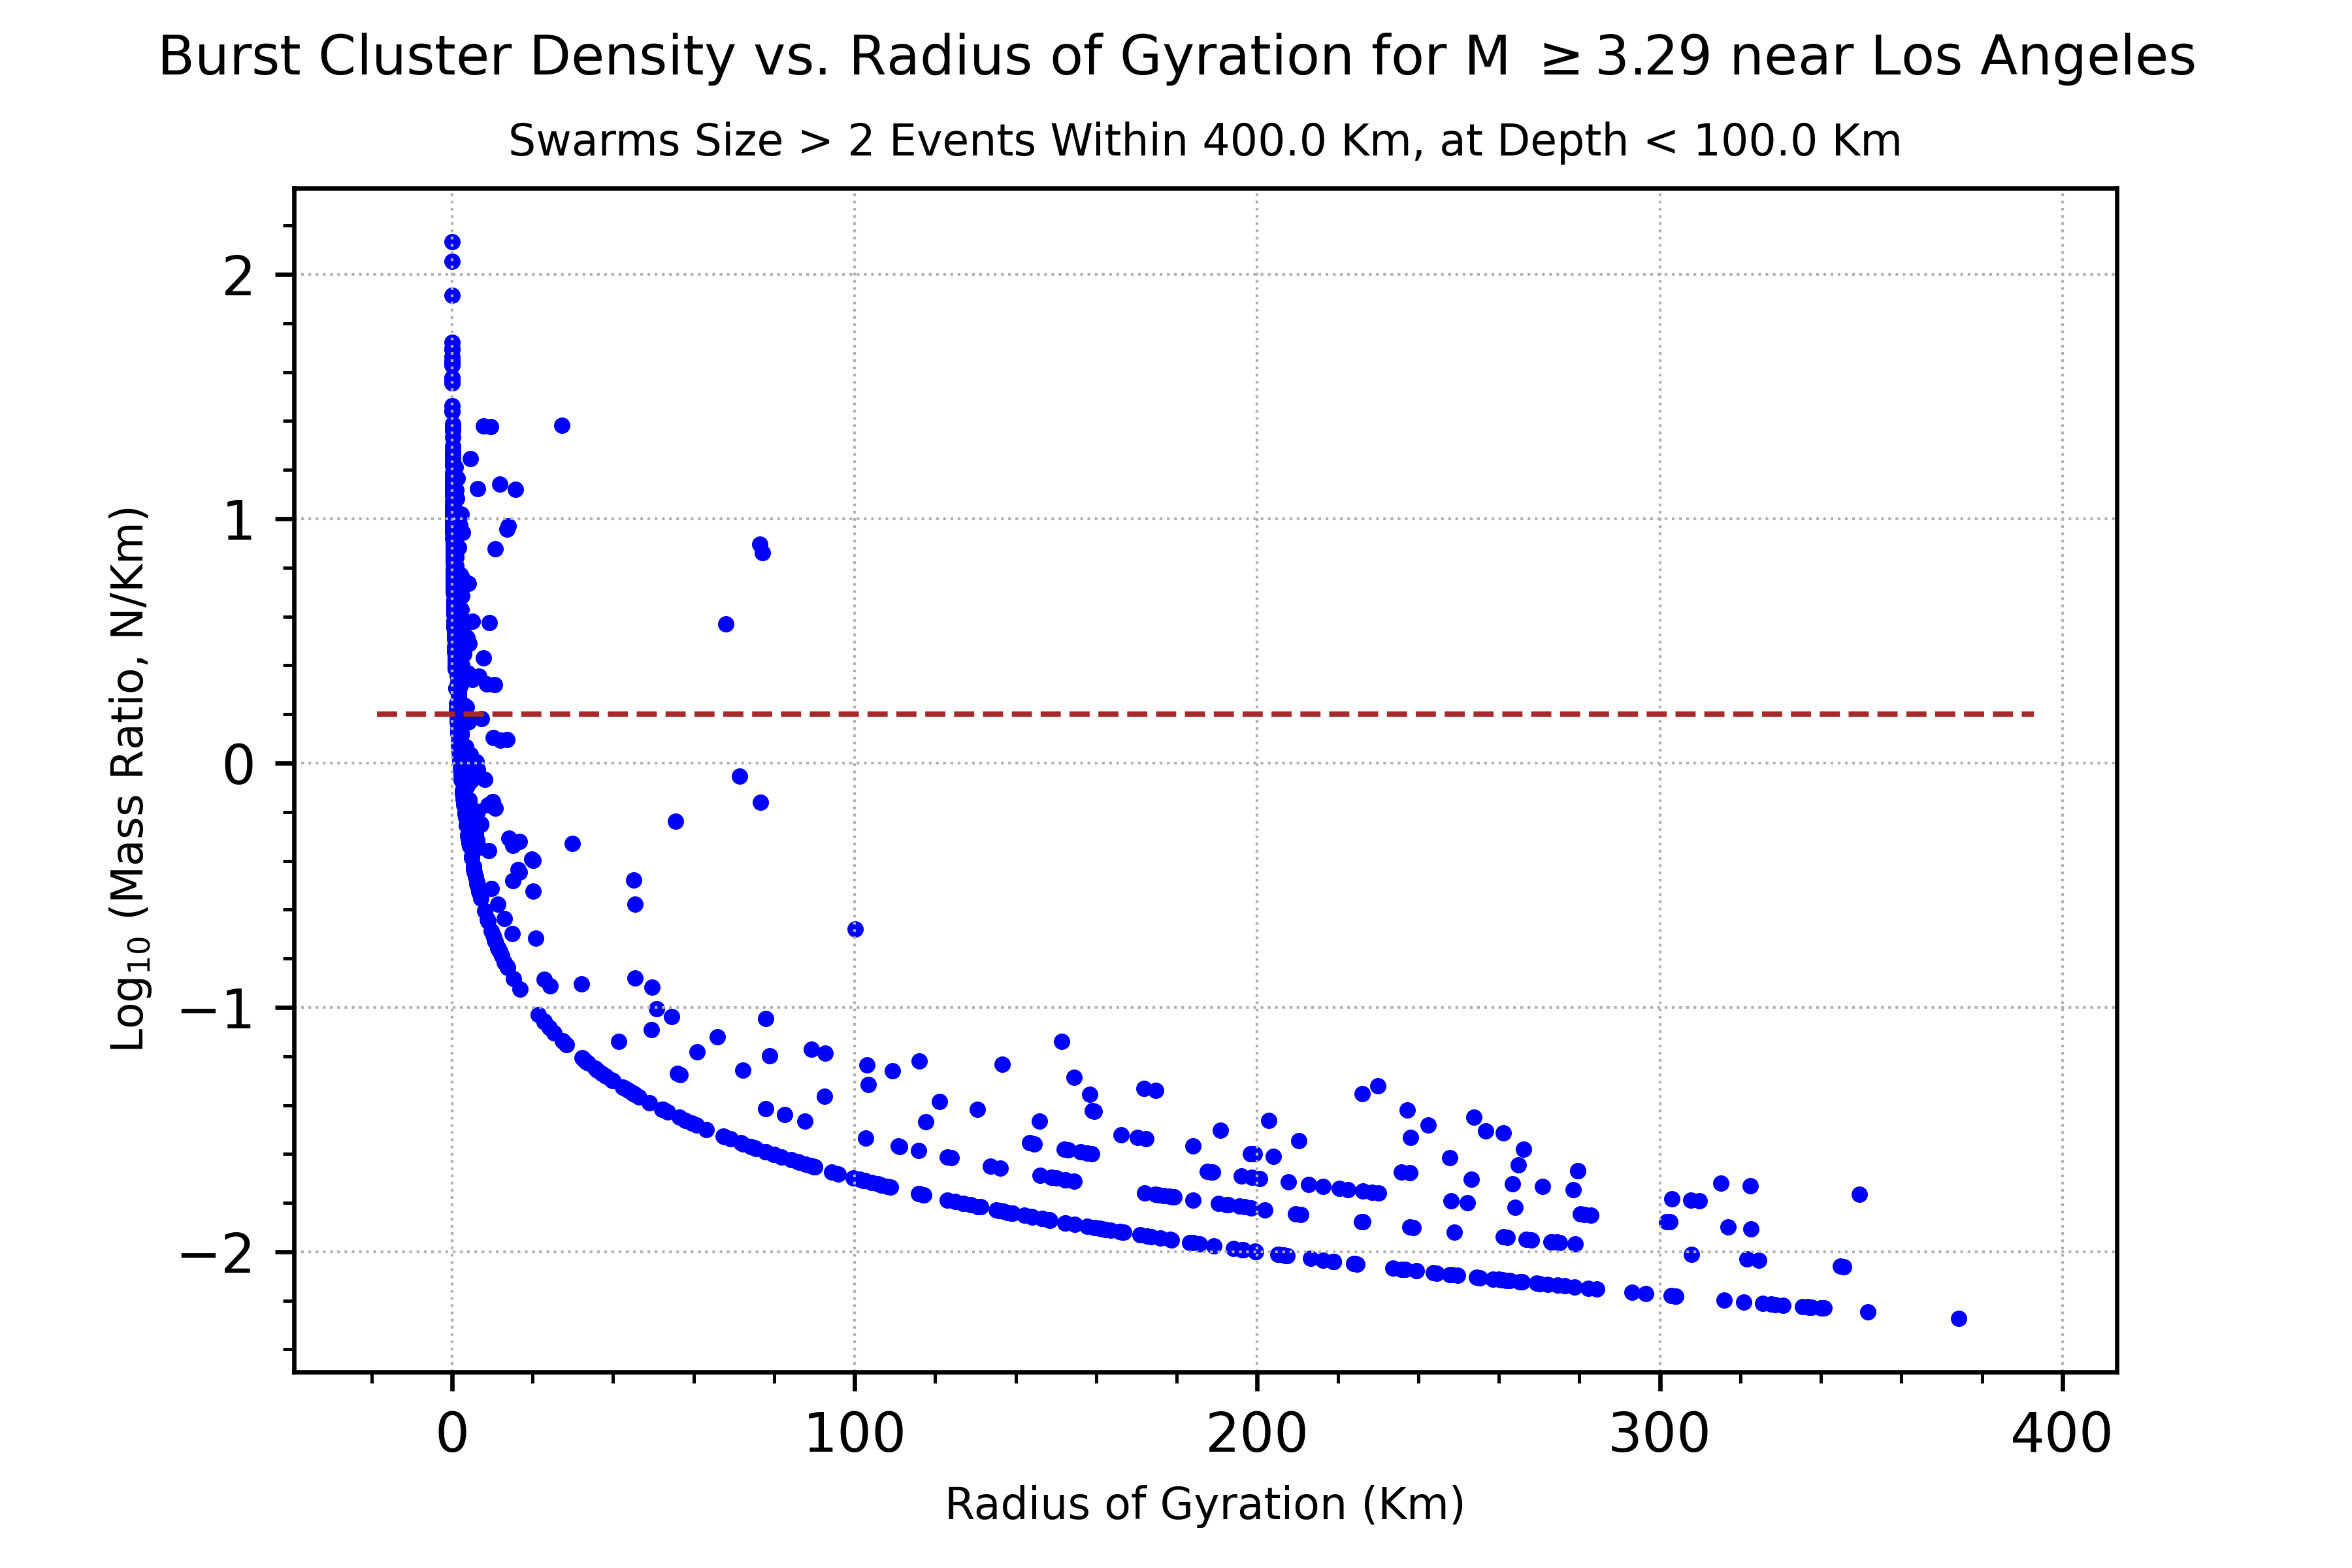 Burst Cluster Density vs. Radius of Gyration for M ≥ 3.29 near Los Angeles
Swarms Size > 2 Events Within 400.0 Km, at Depth < 100.0 Km
2
1
0
−1
−2
Log₁₀ (Mass Ratio, N/Km)
0 100 200 300 400
Radius of Gyration (Km)